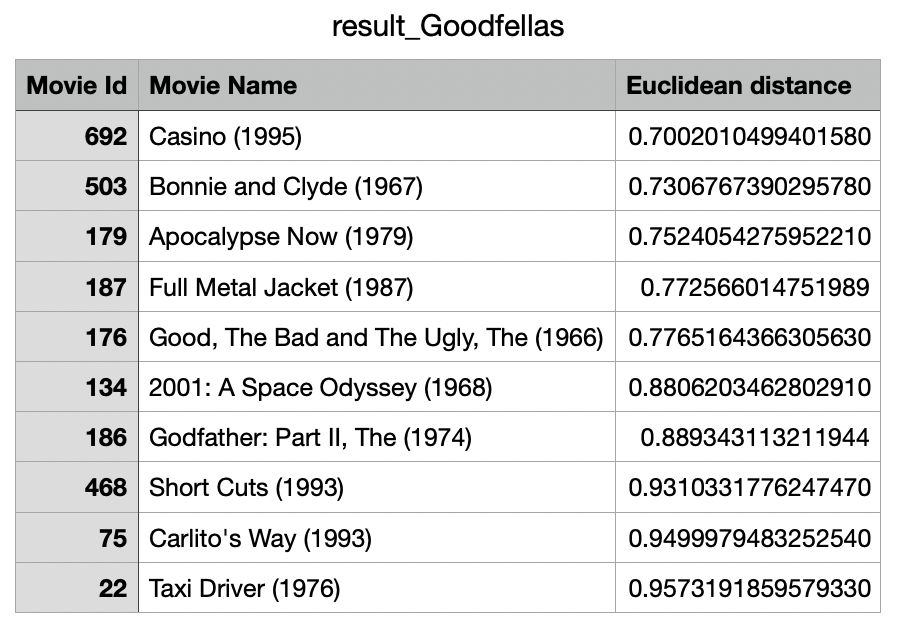 result_Goodfellas
Movie Id Movie Name Euclidean distance
692 Casino (1995) 0.7002010499401580
503 Bonnie and Clyde (1967) 0.7306767390295780
179 Apocalypse Now (1979) 0.7524054275952210
187 Full Metal Jacket (1987) 0.772566014751989
176 Good, The Bad and The Ugly, The (1966) 0.7765164366305630
134 2001: A Space Odyssey (1968) 0.8806203462802910
186 Godfather: Part II, The (1974) 0.889343113211944
468 Short Cuts (1993) 0.9310331776247470
75 Carlito's Way (1993) 0.9499979483252540
22 Taxi Driver (1976) 0.9573191859579330